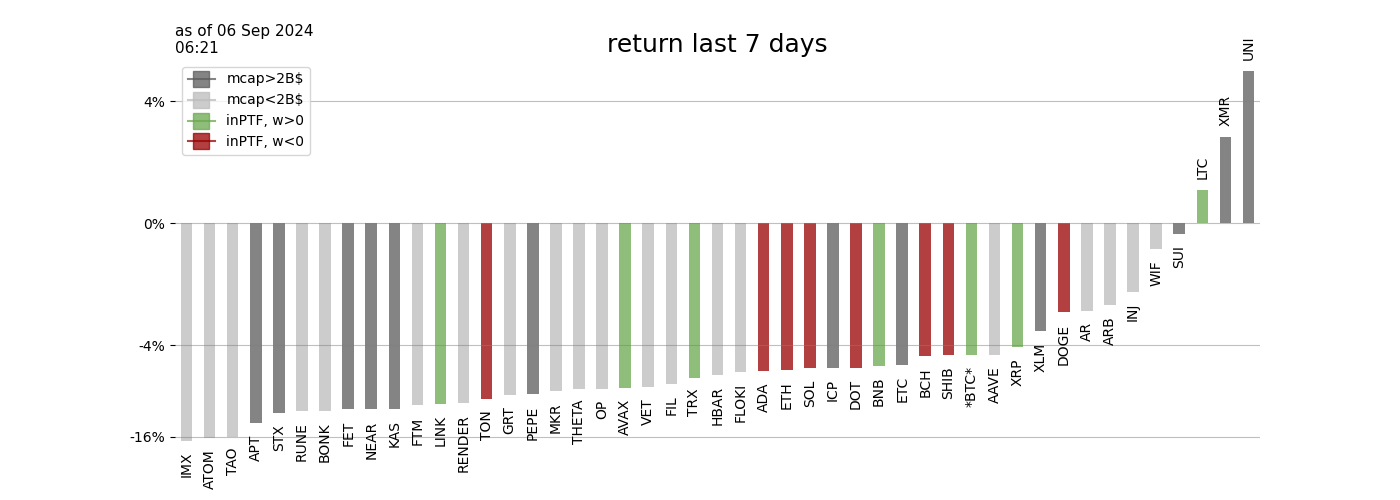 as of 06 Sep 2024
06:21
return last 7 days
mcap>2B$
mcap<2B$
inPTF, w>0
inPTF, w<0
4%
0%
-4%
-16%
IMX
ATOM
TAO
APT
STX
RUNE
BONK
FET
NEAR
KAS
FTM
LINK
RENDER
TON
GRT
PEPE
MKR
THETA
OP
AVAX
VET
FIL
TRX
HBAR
FLOKI
ADA
ETH
SOL
ICP
DOT
BNB
ETC
BCH
SHIB
*BTC*
AAVE
XRP
XLM
DOGE
AR
ARB
INJ
WIF
SUI
LTC
XMR
UNI